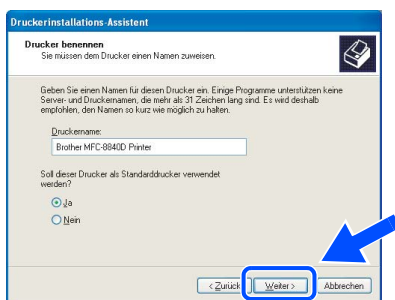 Druckerinstallations-Assistent
Drucker benennen
Sie müssen dem Drucker einen Namen zuweisen.
Geben Sie einen Namen für diesen Drucker ein. Einige Programme unterstützen keine
Server- und Druckernamen, die mehr als 31 Zeichen lang sind. Es wird deshalb
empfohlen, den Namen so kurz wie möglich zu halten.
Druckername:
Brother MFC-8840D Printer
Soll dieser Drucker als Standarddrucker verwendet
werden?
Ja
Nein
< Zurück Weiter > Abbrechen